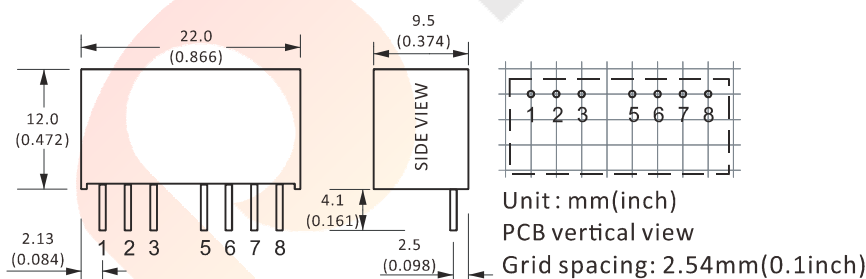 22.0
(0.866)
9.5
(0.374)
12.0
(0.472)
SIDE VIEW
1 2 3 5 6 7 8
4.1
(0.161)
2.13
(0.084)
1 2 3 5 6 7 8
2.5
(0.098)
Unit: mm(inch)
PCB vertical view
Grid spacing: 2.54mm(0.1inch)